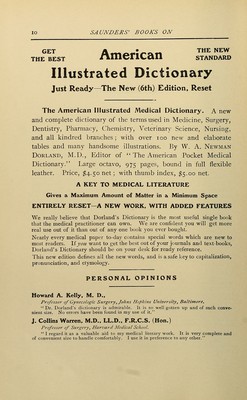 10 SAUNDERS' BOOKS ON
GET THE BEST American THE NEW STANDARD
Illustrated Dictionary
Just Ready—The New (6th) Edition, Reset
The American Illustrated Medical Dictionary. A new
and complete dictionary of the terms used in Medicine, Surgery,
Dentistry, Pharmacy, Chemistry, Veterinary Science, Nursing,
and all kindred branches; with over 100 new and elaborate
tables and many handsome illustrations. By W. A. NEWMAN
DORLAND, M.D., Editor of "The American Pocket Medical
Dictionary." Large octavo, 975 pages, bound in full flexible
leather. Price, $4.50 net; with thumb index, $5.00 net.
A KEY TO MEDICAL LITERATURE
Gives a Maximum Amount of Matter in a Minimum Space
ENTIRELY RESET—A NEW WORK, WITH ADDED FEATURES
We really believe that Dorland's Dictionary is the most useful single book
that the medical practitioner can own. We are confident you will get more
real use out of it than out of any one book you ever bought.
Nearly every medical paper to-day contains special words which are new to
most readers. If you want to get the best out of your journals and text-books,
Dorland's Dictionary should be on your desk for ready reference.
This new edition defines all the new words, and is a safe key to capitalization,
pronunciation, and etymology.
PERSONAL OPINIONS
Howard A. Kelly, M. D.,
Professor of Gynecologic Surgery, Johns Hopkins University, Baltimore.
"Dr. Dorland's dictionary is admirable. It is so well gotten up and of such conve-
nient size. No errors have been found in my use of it."
J. Collins Warren, M.D., LL.D., F.R.C.S. (Hon.)
Professor of Surgery, Harvard Medical School.
"I regard it as a valuable aid to my medical literary work. It is very complete and
of convenient size to handle comfortably. I use it in preference to any other."